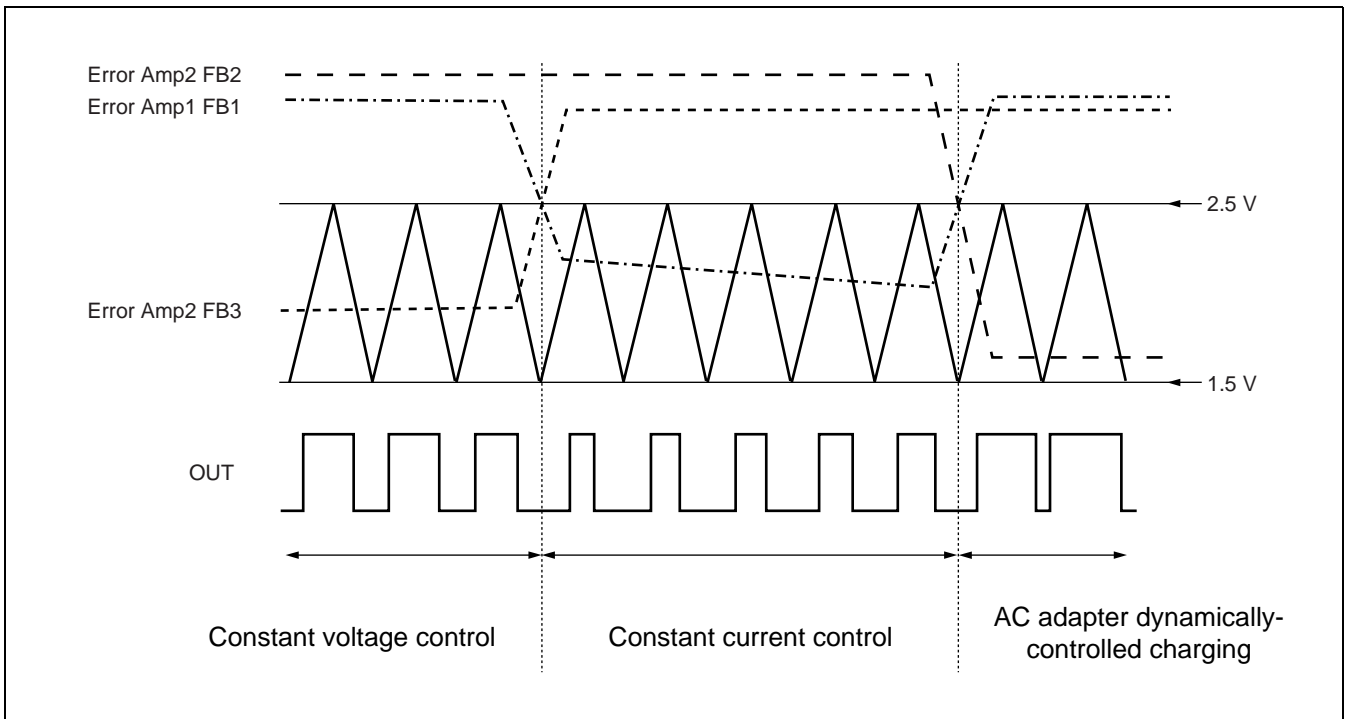 Error Amp2 FB2
Error Amp1 FB1
2.5 V
Error Amp2 FB3
1.5 V
OUT
Constant voltage control
Constant current control
AC adapter dynamically-
controlled charging